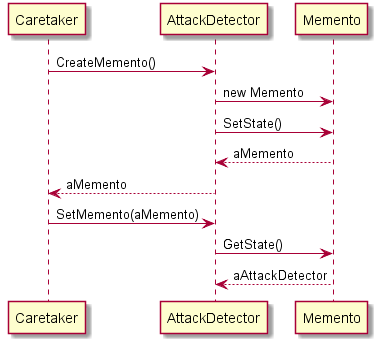 Caretaker AttackDetector Memento
CreateMemento()
new Memento
SetState()
aMemento
aMemento
SetMemento(aMemento)
GetState()
aAttackDetector
Caretaker AttackDetector Memento